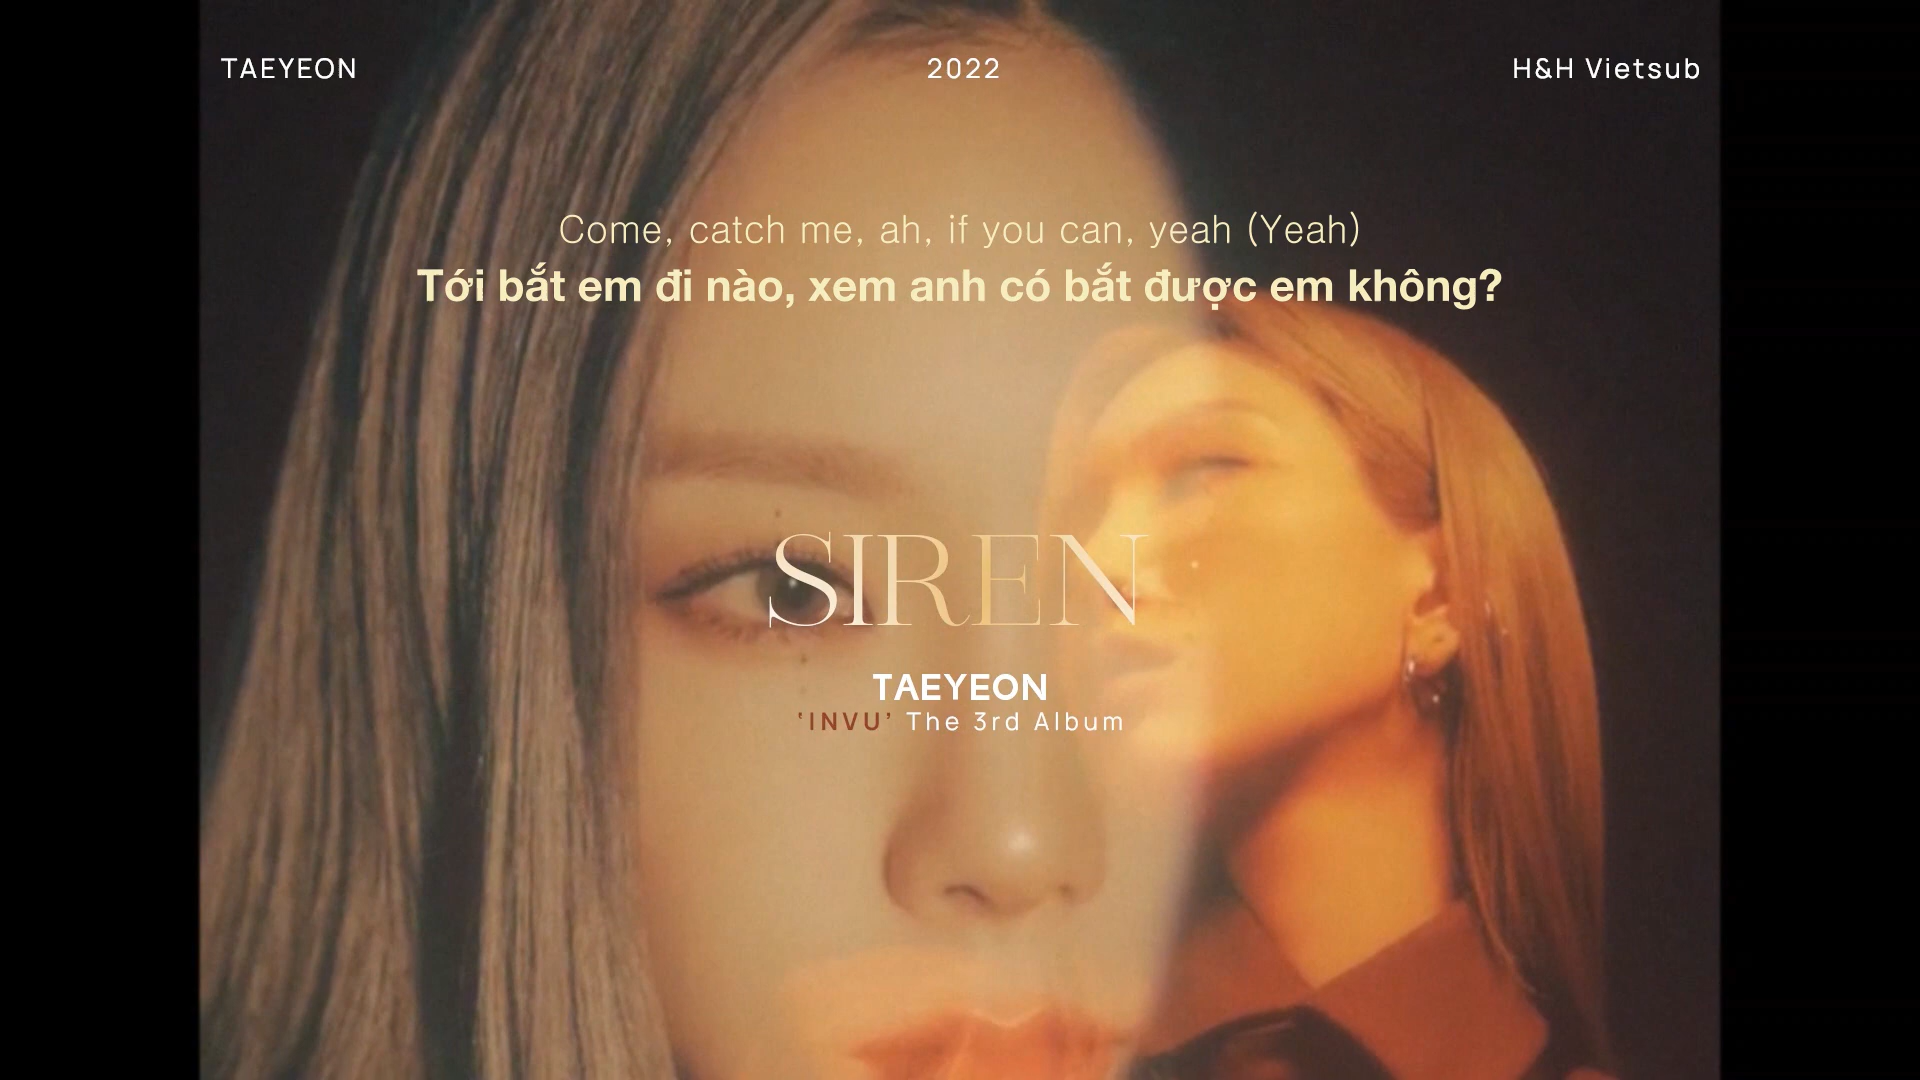 TAEYEON
2022
H&H Vietsub
Come, catch me, ah, if you can, yeah (Yeah)
Tới bắt em đi nào, xem anh có bắt được em không?
SIREN
TAEYEON
‘INVU’ The 3rd Album